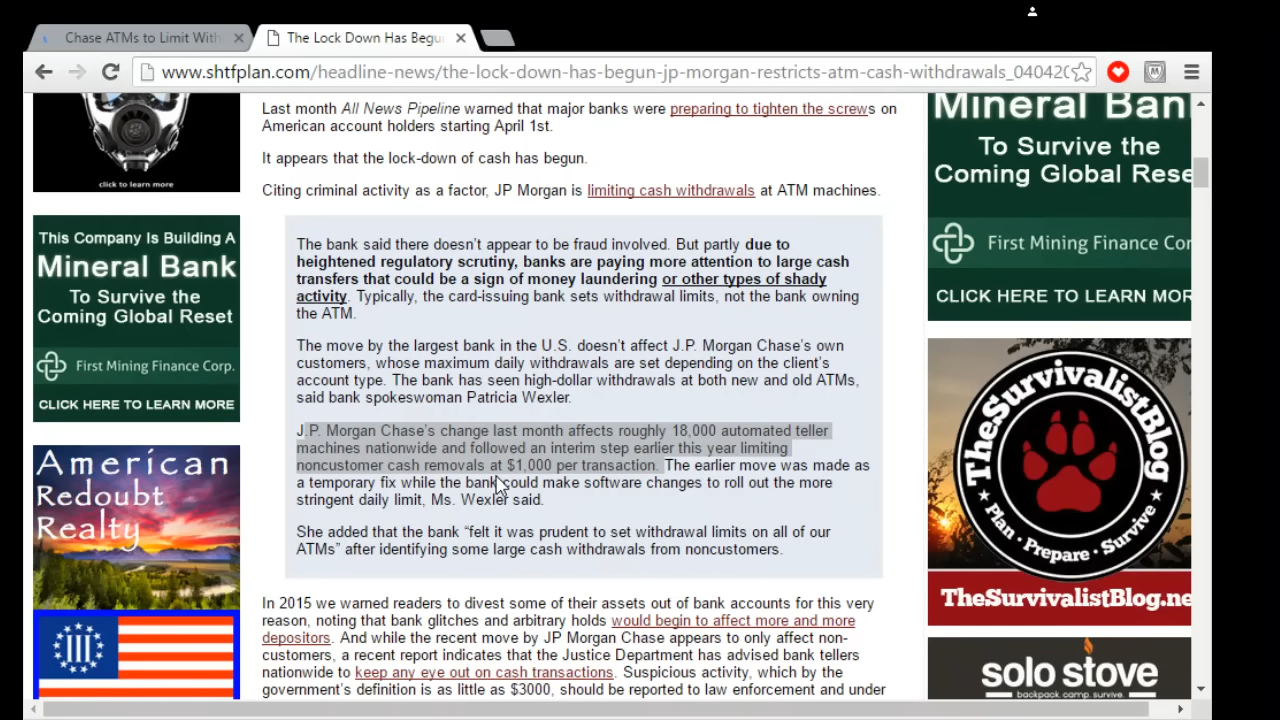 Chase ATMs to Limit With
The Lock Down Has Begu
www.shtfplan.com/headline-news/the-lock-down-has-begun-jp-morgan-restricts-atm-cash-withdrawals_04042
click to learn more
This Company Is Building A
Mineral Bank
To Survive the
Coming Global Reset
First Mining Finance Corp.
CLICK HERE TO LEARN MORE
American
Redoubt
Realty
III
Last month All News Pipeline warned that major banks were preparing to tighten the screws on
American account holders starting April 1st.
It appears that the lock-down of cash has begun.
Citing criminal activity as a factor, JP Morgan is limiting cash withdrawals at ATM machines.
The bank said there doesn't appear to be fraud involved. But partly due to
heightened regulatory scrutiny, banks are paying more attention to large cash
transfers that could be a sign of money laundering or other types of shady
activity. Typically, the card-issuing bank sets withdrawal limits, not the bank owning
the ATM.
The move by the largest bank in the U.S. doesn't affect J.P. Morgan Chase's own
customers, whose maximum daily withdrawals are set depending on the client's
account type. The bank has seen high-dollar withdrawals at both new and old ATMs,
said bank spokeswoman Patricia Wexler.
J.P. Morgan Chase's change last month affects roughly 18,000 automated teller
machines nationwide and followed an interim step earlier this year limiting
noncustomer cash removals at $1,000 per transaction. The earlier move was made as
a temporary fix while the bank could make software changes to roll out the more
stringent daily limit, Ms. Wexler said.
She added that the bank “felt it was prudent to set withdrawal limits on all of our
ATMs” after identifying some large cash withdrawals from noncustomers.
In 2015 we warned readers to divest some of their assets out of bank accounts for this very
reason, noting that bank glitches and arbitrary holds would begin to affect more and more
depositors. And while the recent move by JP Morgan Chase appears to only affect non-
customers, a recent report indicates that the Justice Department has advised bank tellers
nationwide to keep any eye out on cash transactions. Suspicious activity, which by the
government's definition is as little as $3000, should be reported to law enforcement and under
Mineral Ban
To Survive the
Coming Global Rese
First Mining Finance Cor
CLICK HERE TO LEARN MOR
TheSurvivalistBlog
Plan - Prepare - Survive
TheSurvivalistBlog.ne
solo stove
backpack. camp. survive.